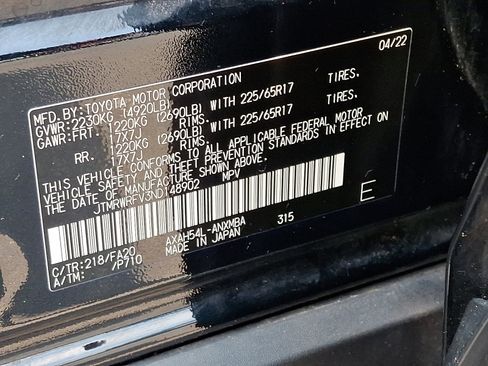 MFD.BY:TOYOTA MOTOR CORPORATION 04/22
GVWR:2230KG (4920LB)
GAWR:FRT. 1220KG (2690LB) WITH 225/65R17 TIRES,
17X7J RIMS,
RR. 1220KG (2690LB) WITH 225/65R17 TIRES,
17X7J RIMS,
THIS VEHICLE CONFORMS TO ALL APPLICABLE FEDERAL MOTOR
VEHICLE SAFETY AND THEFT PREVENTION STANDARDS IN EFFECT ON
THE DATE OF MANUFACTURE SHOWN ABOVE.
JTMRWRFV3ND148902 MPV
E
C/TR:218/FA20 AXAH54L-ANXMBA 315
A/TM: /P710 MADE IN JAPAN